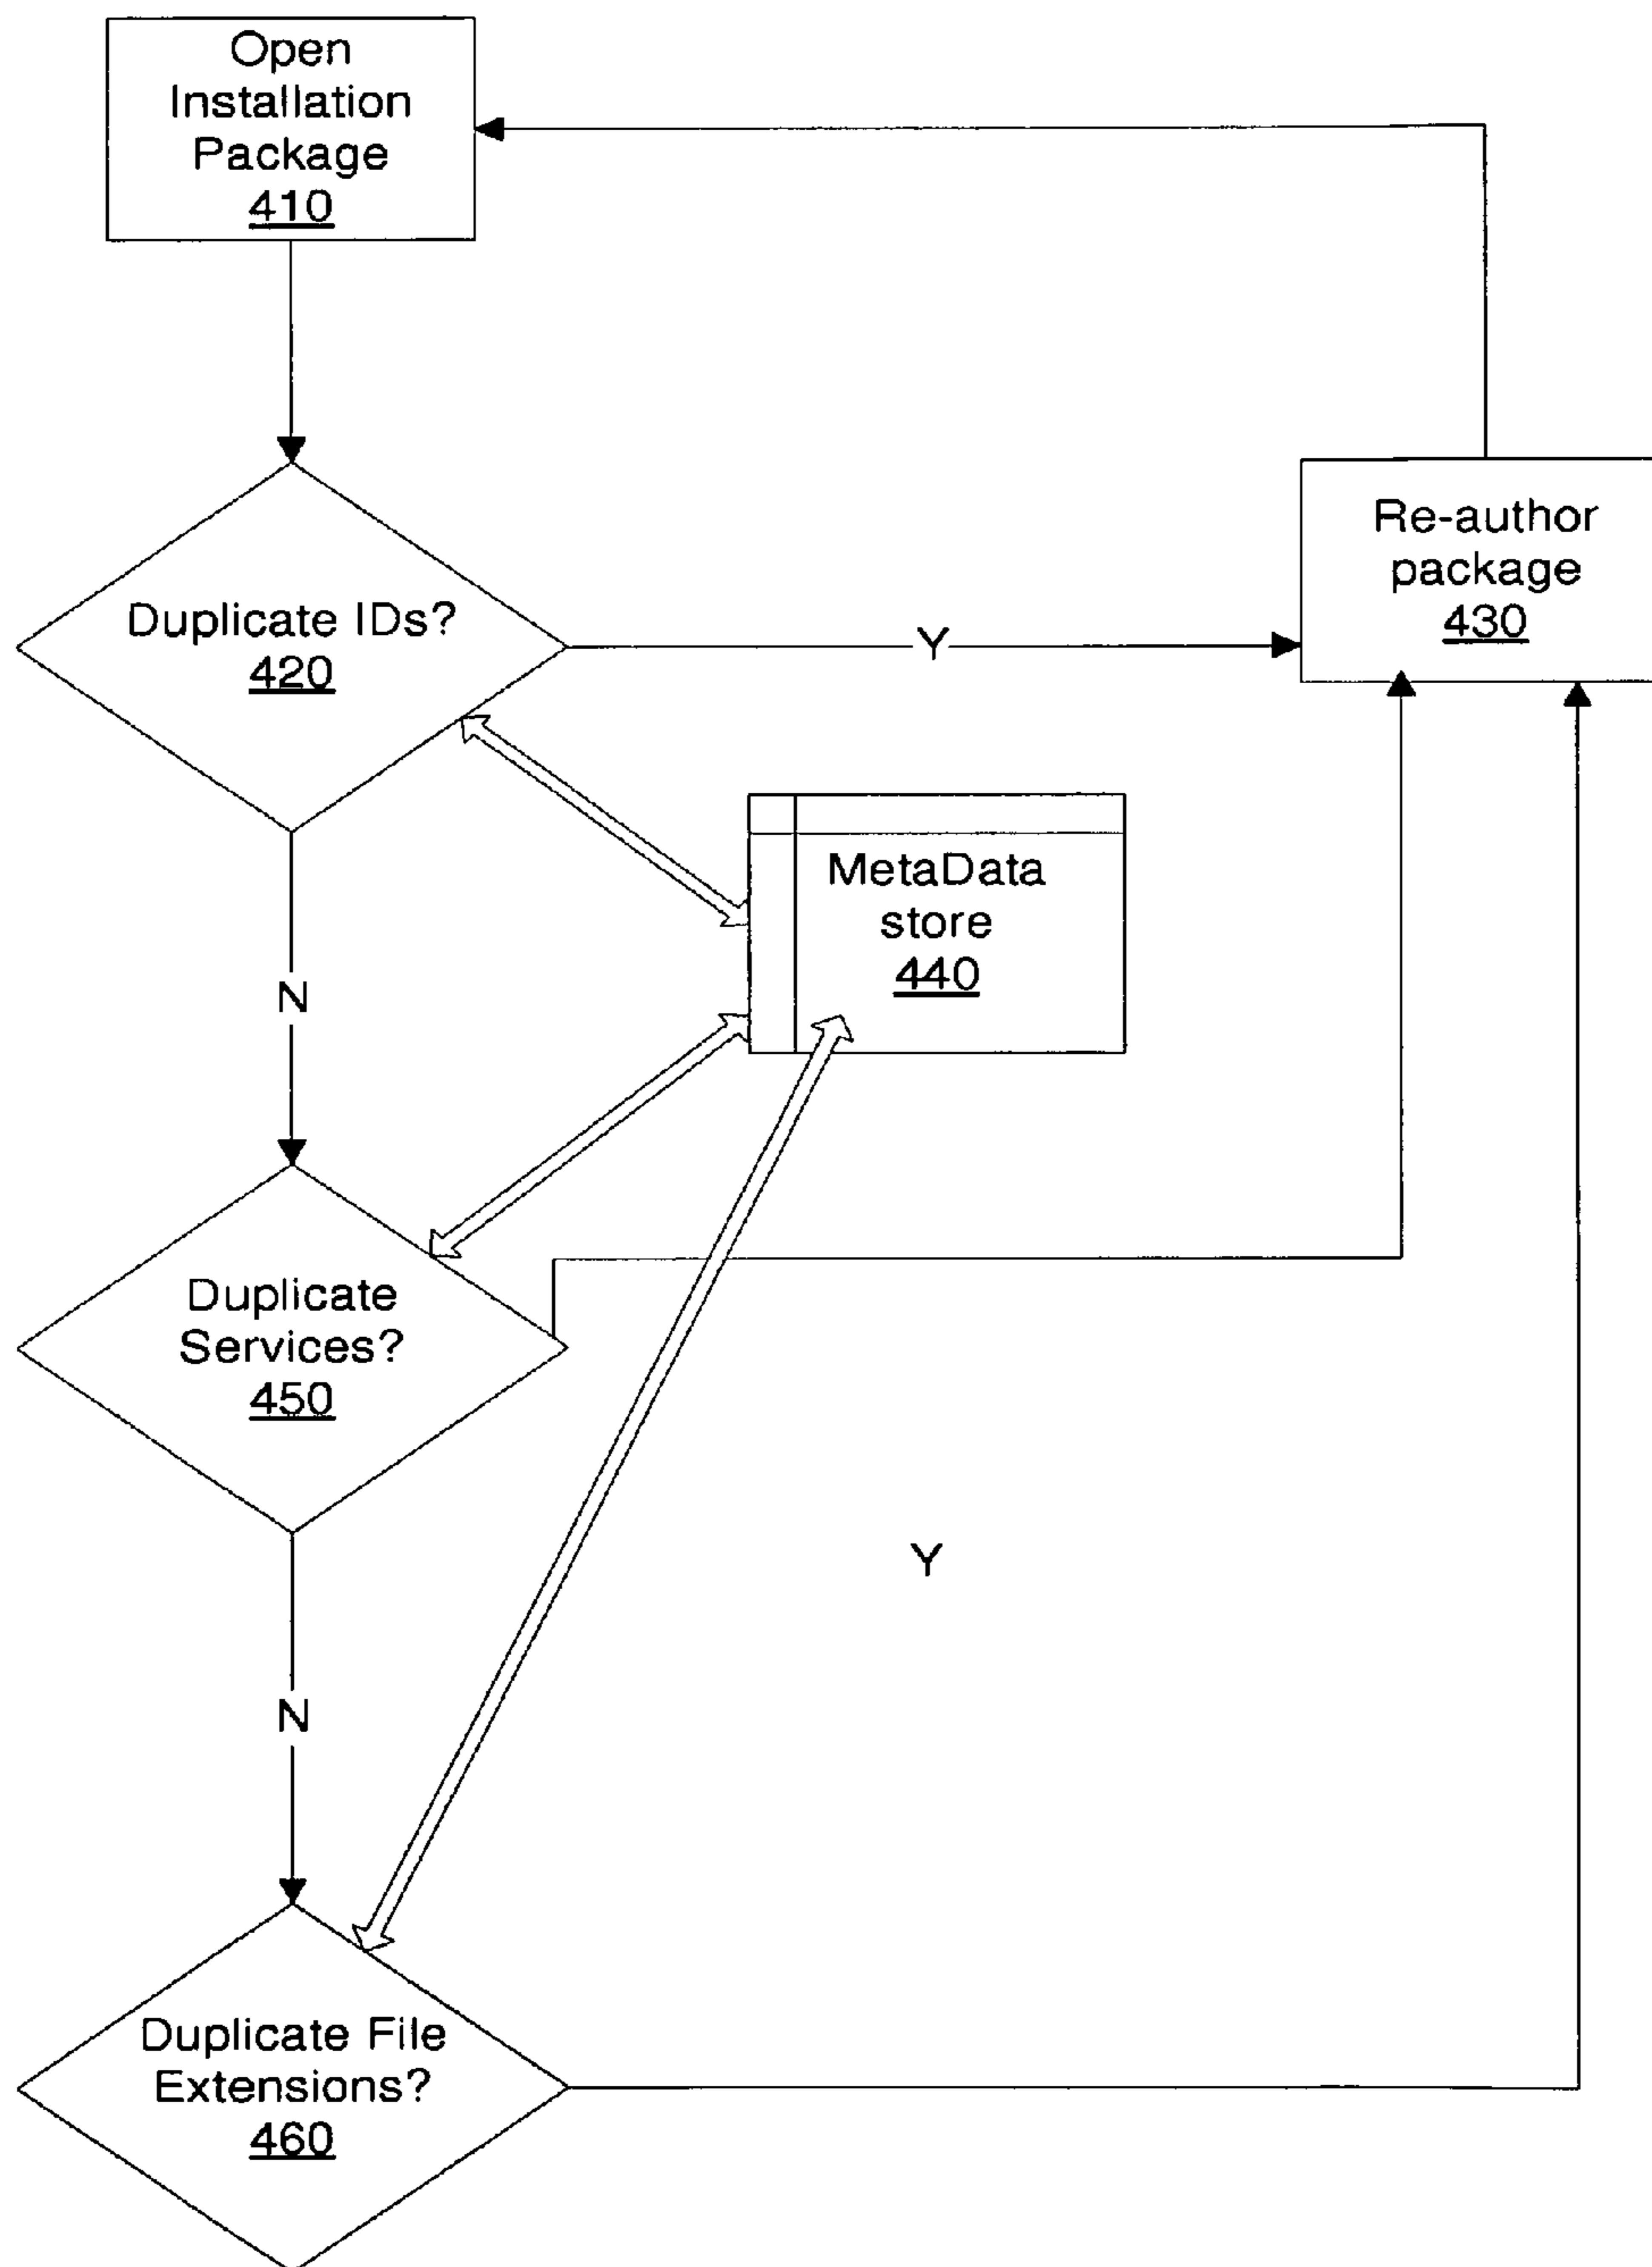 Open
Installation
Package
410
Re-author
package
430
Duplicate IDs?
420
Y
MetaData
store
440
N
Duplicate
Services?
450
Y
N
Duplicate File
Extensions?
460